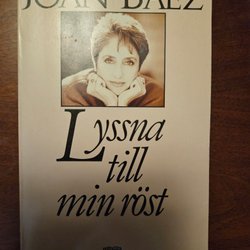 JOAN BAEZ
Lyssna
till
min röst